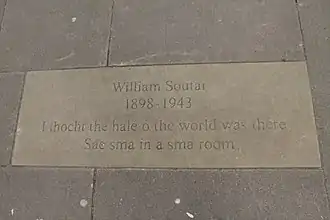 William Soutar
1898-1943
I thocht the hale o the world was there
Sae sma in a sma room